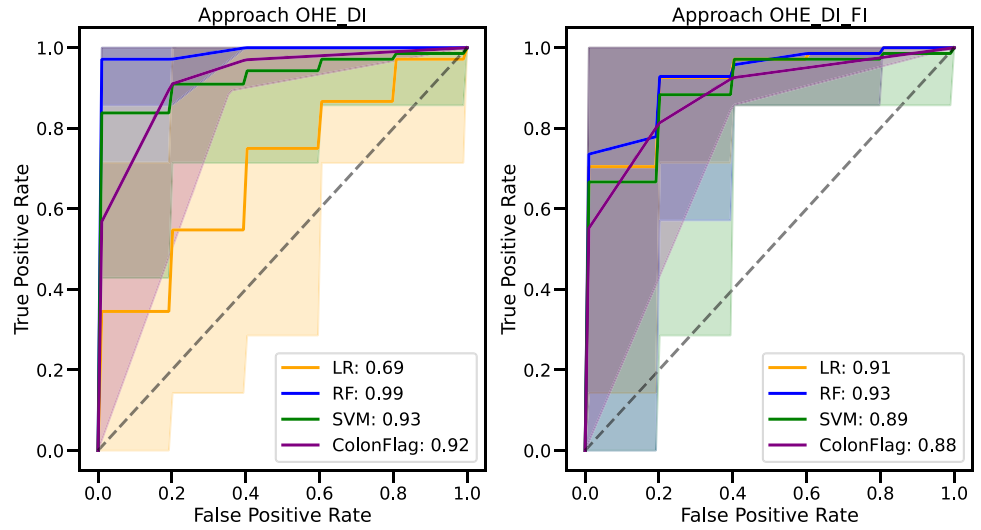 Approach OHE_DI
True Positive Rate
1.0
0.8
0.6
0.4
0.2
0.0
LR: 0.69
RF: 0.99
SVM: 0.93
ColonFlag: 0.92
0.0 0.2 0.4 0.6 0.8 1.0
False Positive Rate
Approach OHE_DI_FI
True Positive Rate
1.0
0.8
0.6
0.4
0.2
0.0
LR: 0.91
RF: 0.93
SVM: 0.89
ColonFlag: 0.88
0.0 0.2 0.4 0.6 0.8 1.0
False Positive Rate